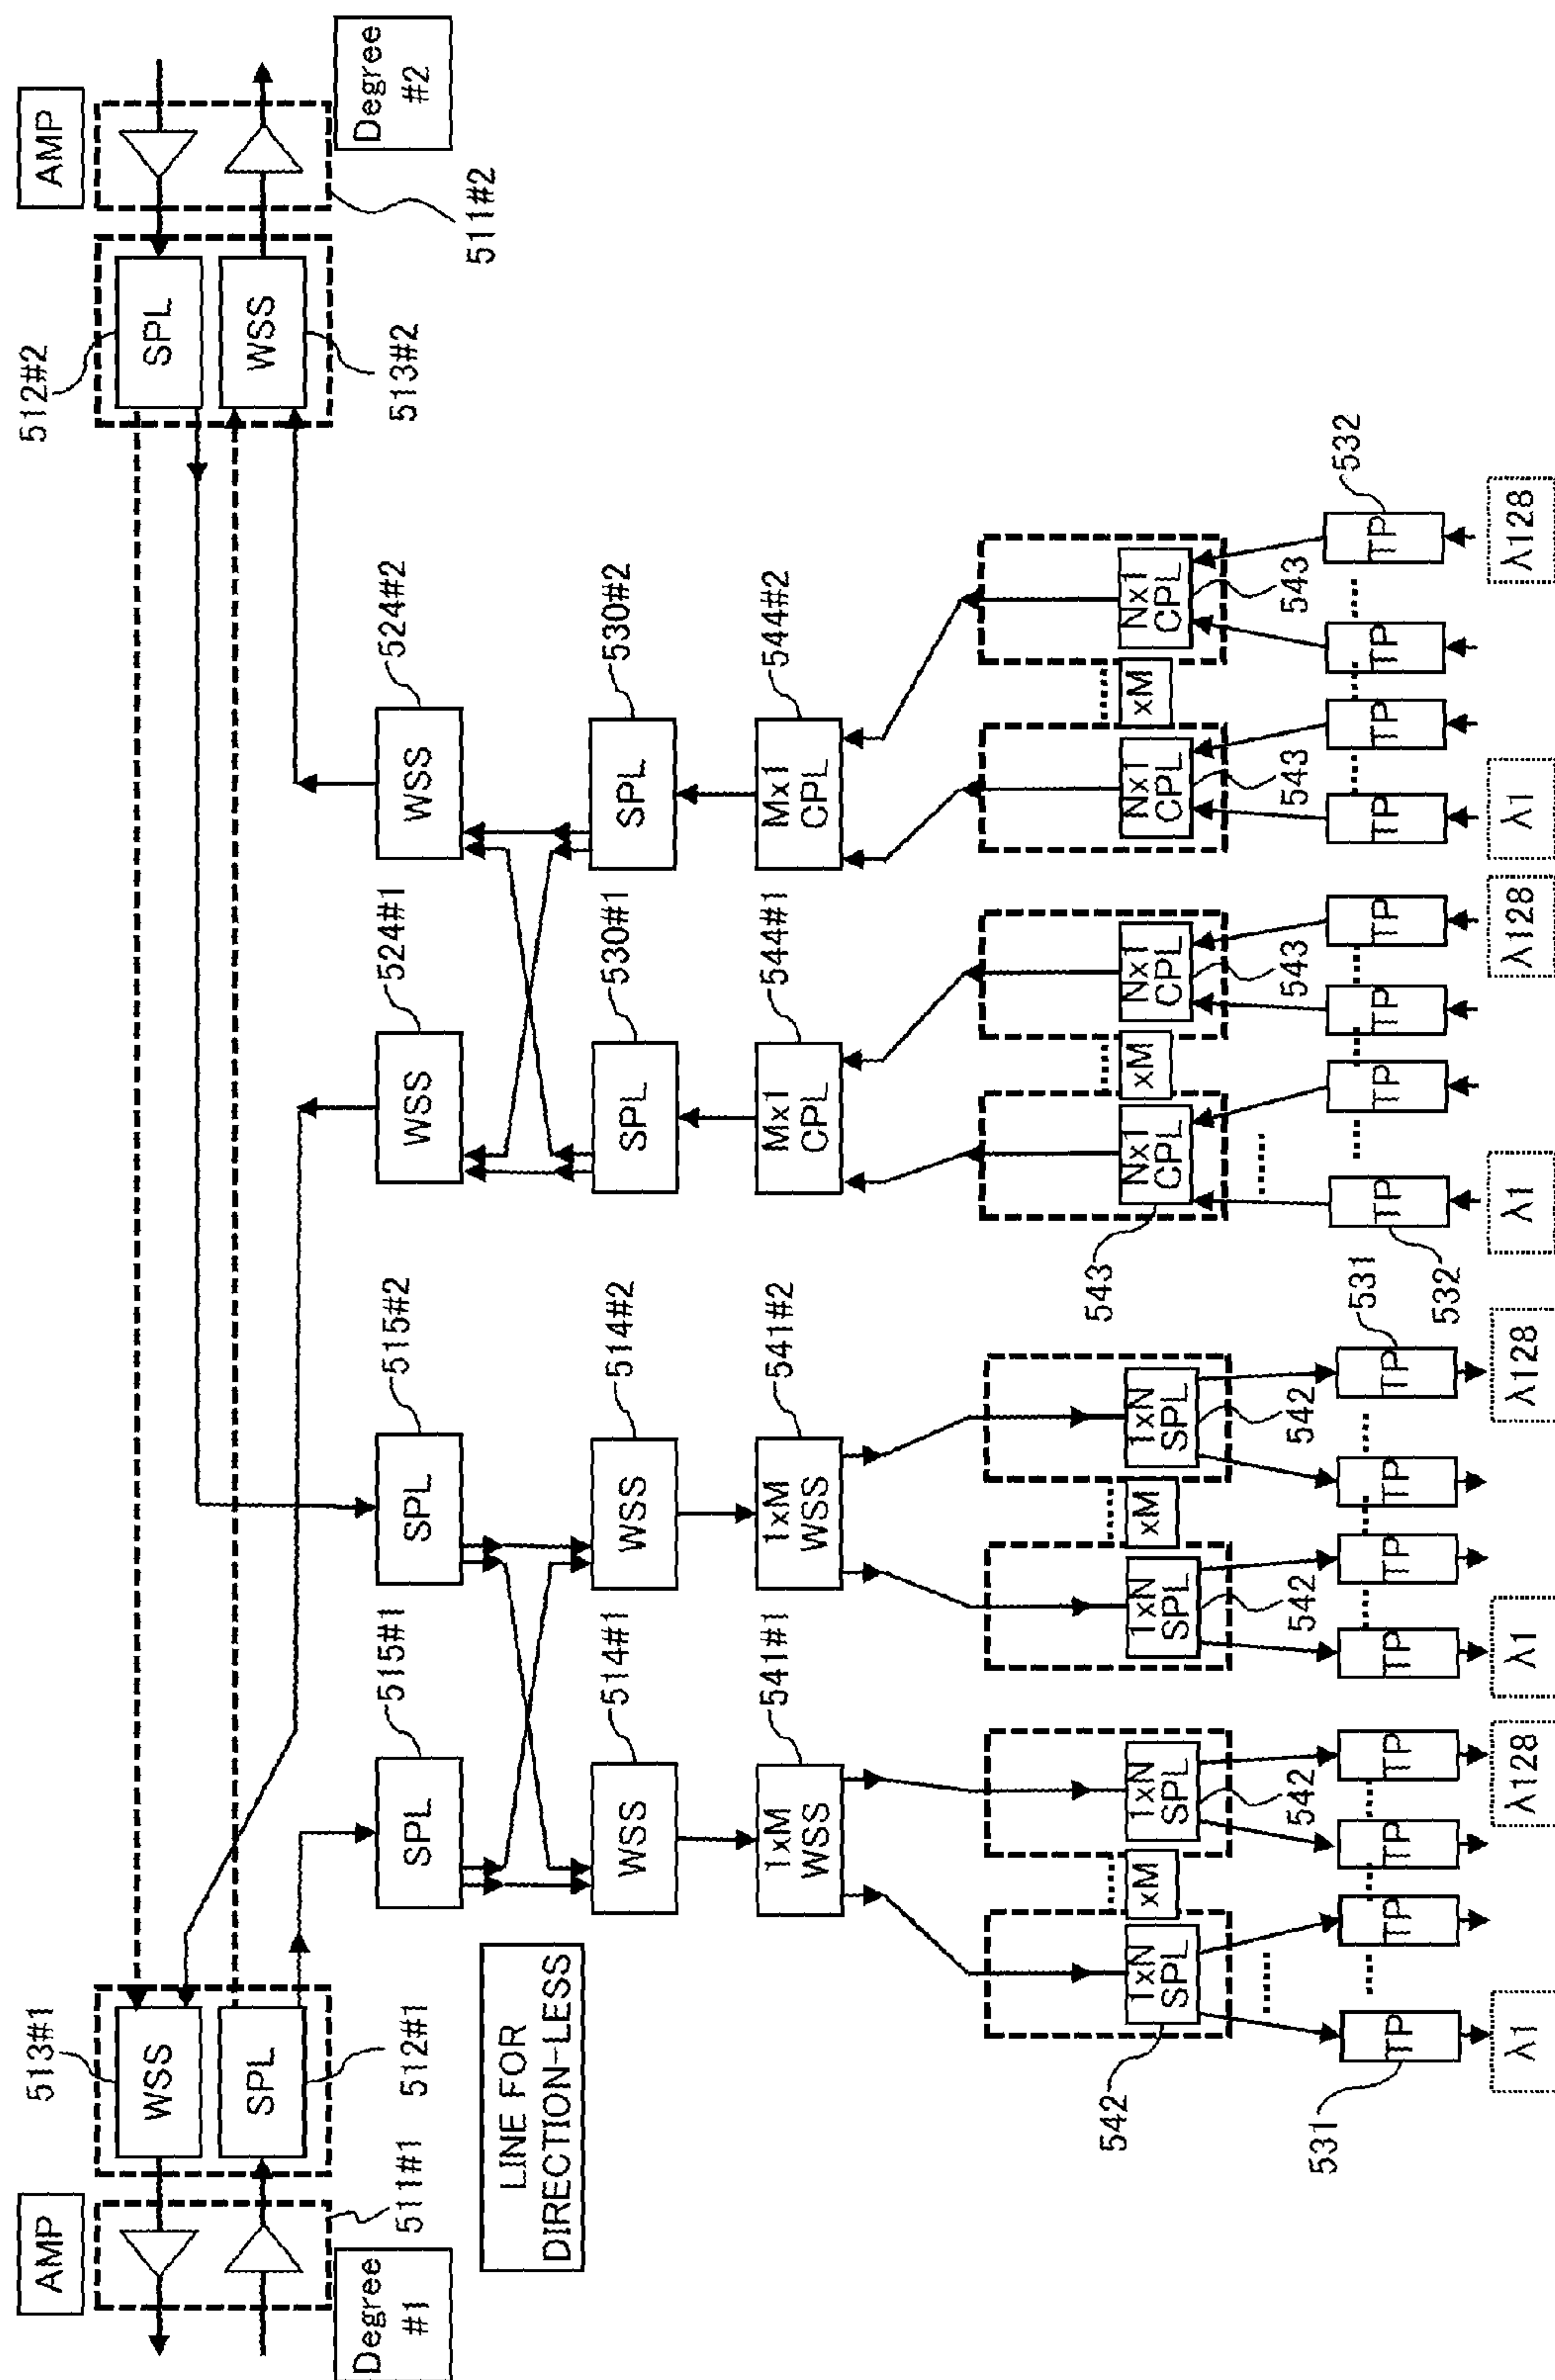 AMP
Degree
#1
511#1
513#1
WSS
SPL
512#1
512#2
SPL
WSS
513#2
AMP
Degree
#2
511#2
LINE FOR
DIRECTION-LESS
SPL
515#1
SPL
515#2
WSS
524#1
WSS
524#2
WSS
514#1
WSS
514#2
SPL
530#1
SPL
530#2
1xM
WSS
541#1
1xM
WSS
541#2
Mx1
CPL
544#1
Mx1
CPL
544#2
542
1xN
SPL
xM
1xN
SPL
542
1xN
SPL
542
xM
1xN
SPL
542
543
Nx1
CPL
xM
Nx1
CPL
543
Nx1
CPL
543
xM
Nx1
CPL
543
531
TP
TP
TP
TP
TP
TP
TP
TP
531
532
TP
TP
TP
TP
TP
TP
TP
TP
532
λ1
λ128
λ1
λ128
λ1
λ128
λ1
λ128